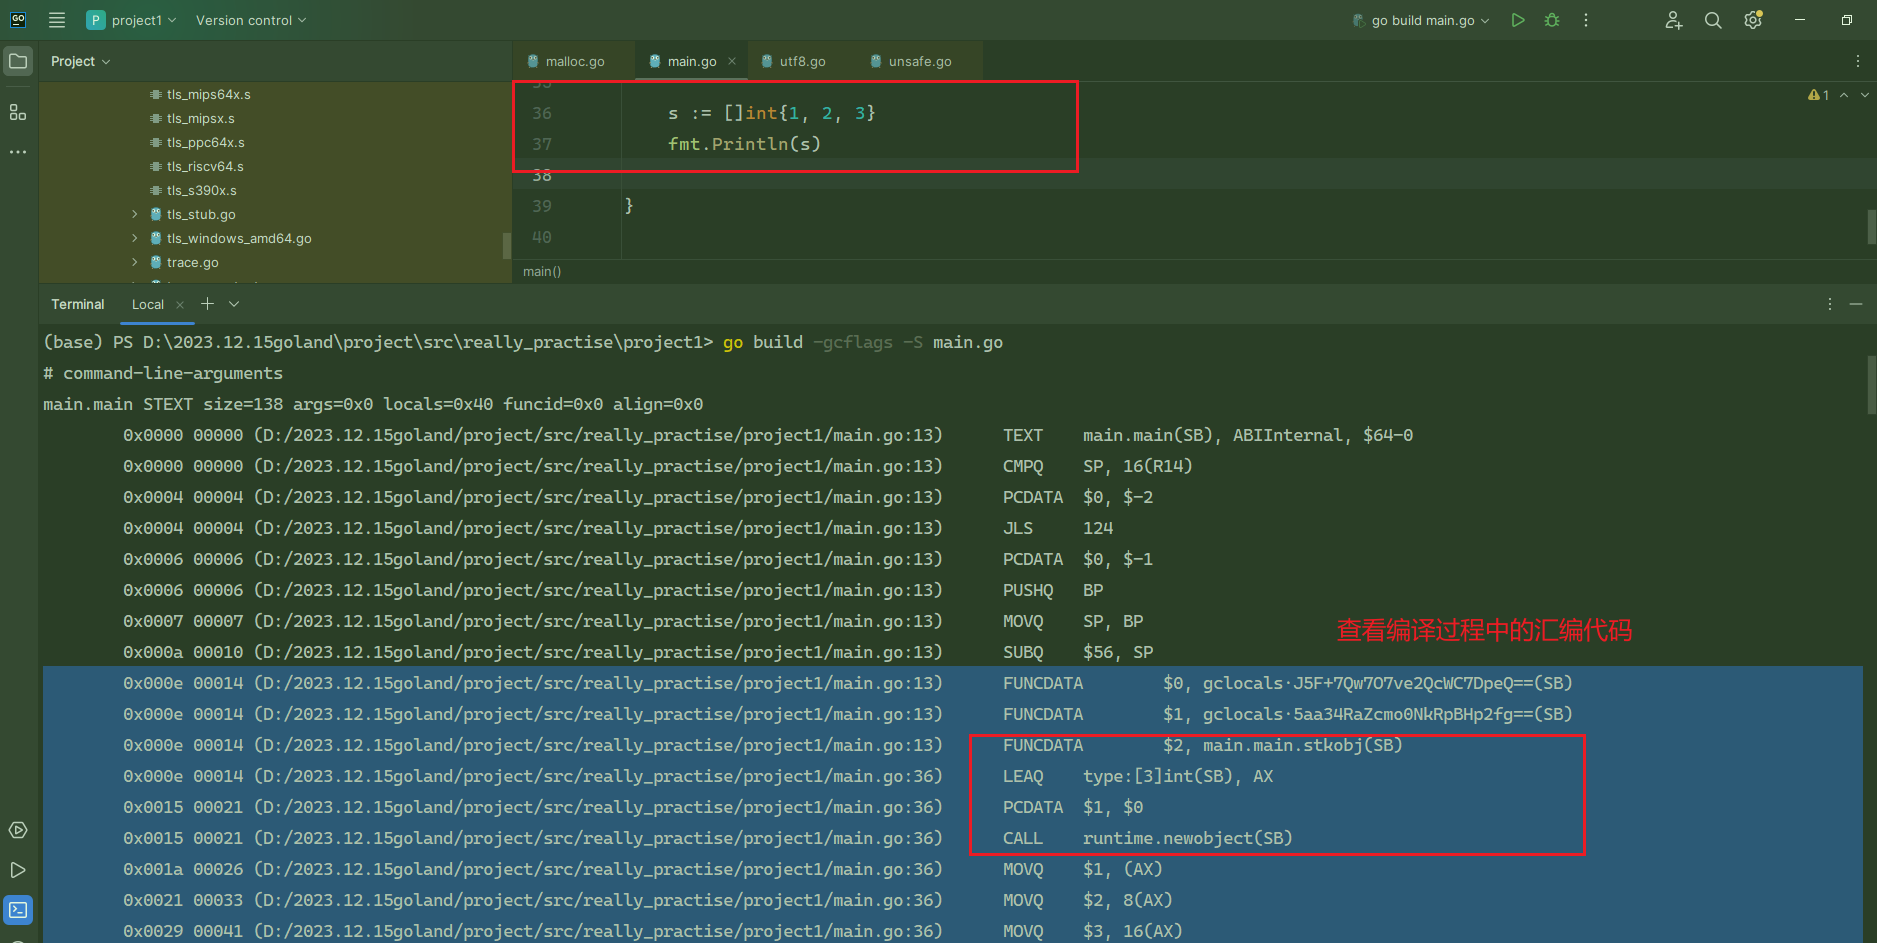 GO
P project1 Version control go build main.go
Project
malloc.go main.go utf8.go unsafe.go
tls_mips64x.s
tls_mipsx.s
tls_ppc64x.s
tls_riscv64.s
tls_s390x.s
tls_stub.go
tls_windows_amd64.go
trace.go
36 s := []int{1, 2, 3}
37 fmt.Println(s)
38
39 }
40
1
main()
Terminal Local
(base) PS D:\2023.12.15goland\project\src\really_practise\project1> go build -gcflags -S main.go
# command-line-arguments
main.main STEXT size=138 args=0x0 locals=0x40 funcid=0x0 align=0x0
0x0000 00000 (D:/2023.12.15goland/project/src/really_practise/project1/main.go:13) TEXT main.main(SB), ABIInternal, $64-0
0x0000 00000 (D:/2023.12.15goland/project/src/really_practise/project1/main.go:13) CMPQ SP, 16(R14)
0x0004 00004 (D:/2023.12.15goland/project/src/really_practise/project1/main.go:13) PCDATA $0, $-2
0x0004 00004 (D:/2023.12.15goland/project/src/really_practise/project1/main.go:13) JLS 124
0x0006 00006 (D:/2023.12.15goland/project/src/really_practise/project1/main.go:13) PCDATA $0, $-1
0x0006 00006 (D:/2023.12.15goland/project/src/really_practise/project1/main.go:13) PUSHQ BP
0x0007 00007 (D:/2023.12.15goland/project/src/really_practise/project1/main.go:13) MOVQ SP, BP
查看编译过程中的汇编代码
0x000a 00010 (D:/2023.12.15goland/project/src/really_practise/project1/main.go:13) SUBQ $56, SP
0x000e 00014 (D:/2023.12.15goland/project/src/really_practise/project1/main.go:13) FUNCDATA $0, gclocals·J5F+7Qw7O7ve2QcWC7DpeQ==(SB)
0x000e 00014 (D:/2023.12.15goland/project/src/really_practise/project1/main.go:13) FUNCDATA $1, gclocals·5aa34RaZcmo0NkRpBHp2fg==(SB)
0x000e 00014 (D:/2023.12.15goland/project/src/really_practise/project1/main.go:13) FUNCDATA $2, main.main.stkobj(SB)
0x000e 00014 (D:/2023.12.15goland/project/src/really_practise/project1/main.go:36) LEAQ type:[3]int(SB), AX
0x0015 00021 (D:/2023.12.15goland/project/src/really_practise/project1/main.go:36) PCDATA $1, $0
0x0015 00021 (D:/2023.12.15goland/project/src/really_practise/project1/main.go:36) CALL runtime.newobject(SB)
0x001a 00026 (D:/2023.12.15goland/project/src/really_practise/project1/main.go:36) MOVQ $1, (AX)
0x0021 00033 (D:/2023.12.15goland/project/src/really_practise/project1/main.go:36) MOVQ $2, 8(AX)
0x0029 00041 (D:/2023.12.15goland/project/src/really_practise/project1/main.go:36) MOVQ $3, 16(AX)